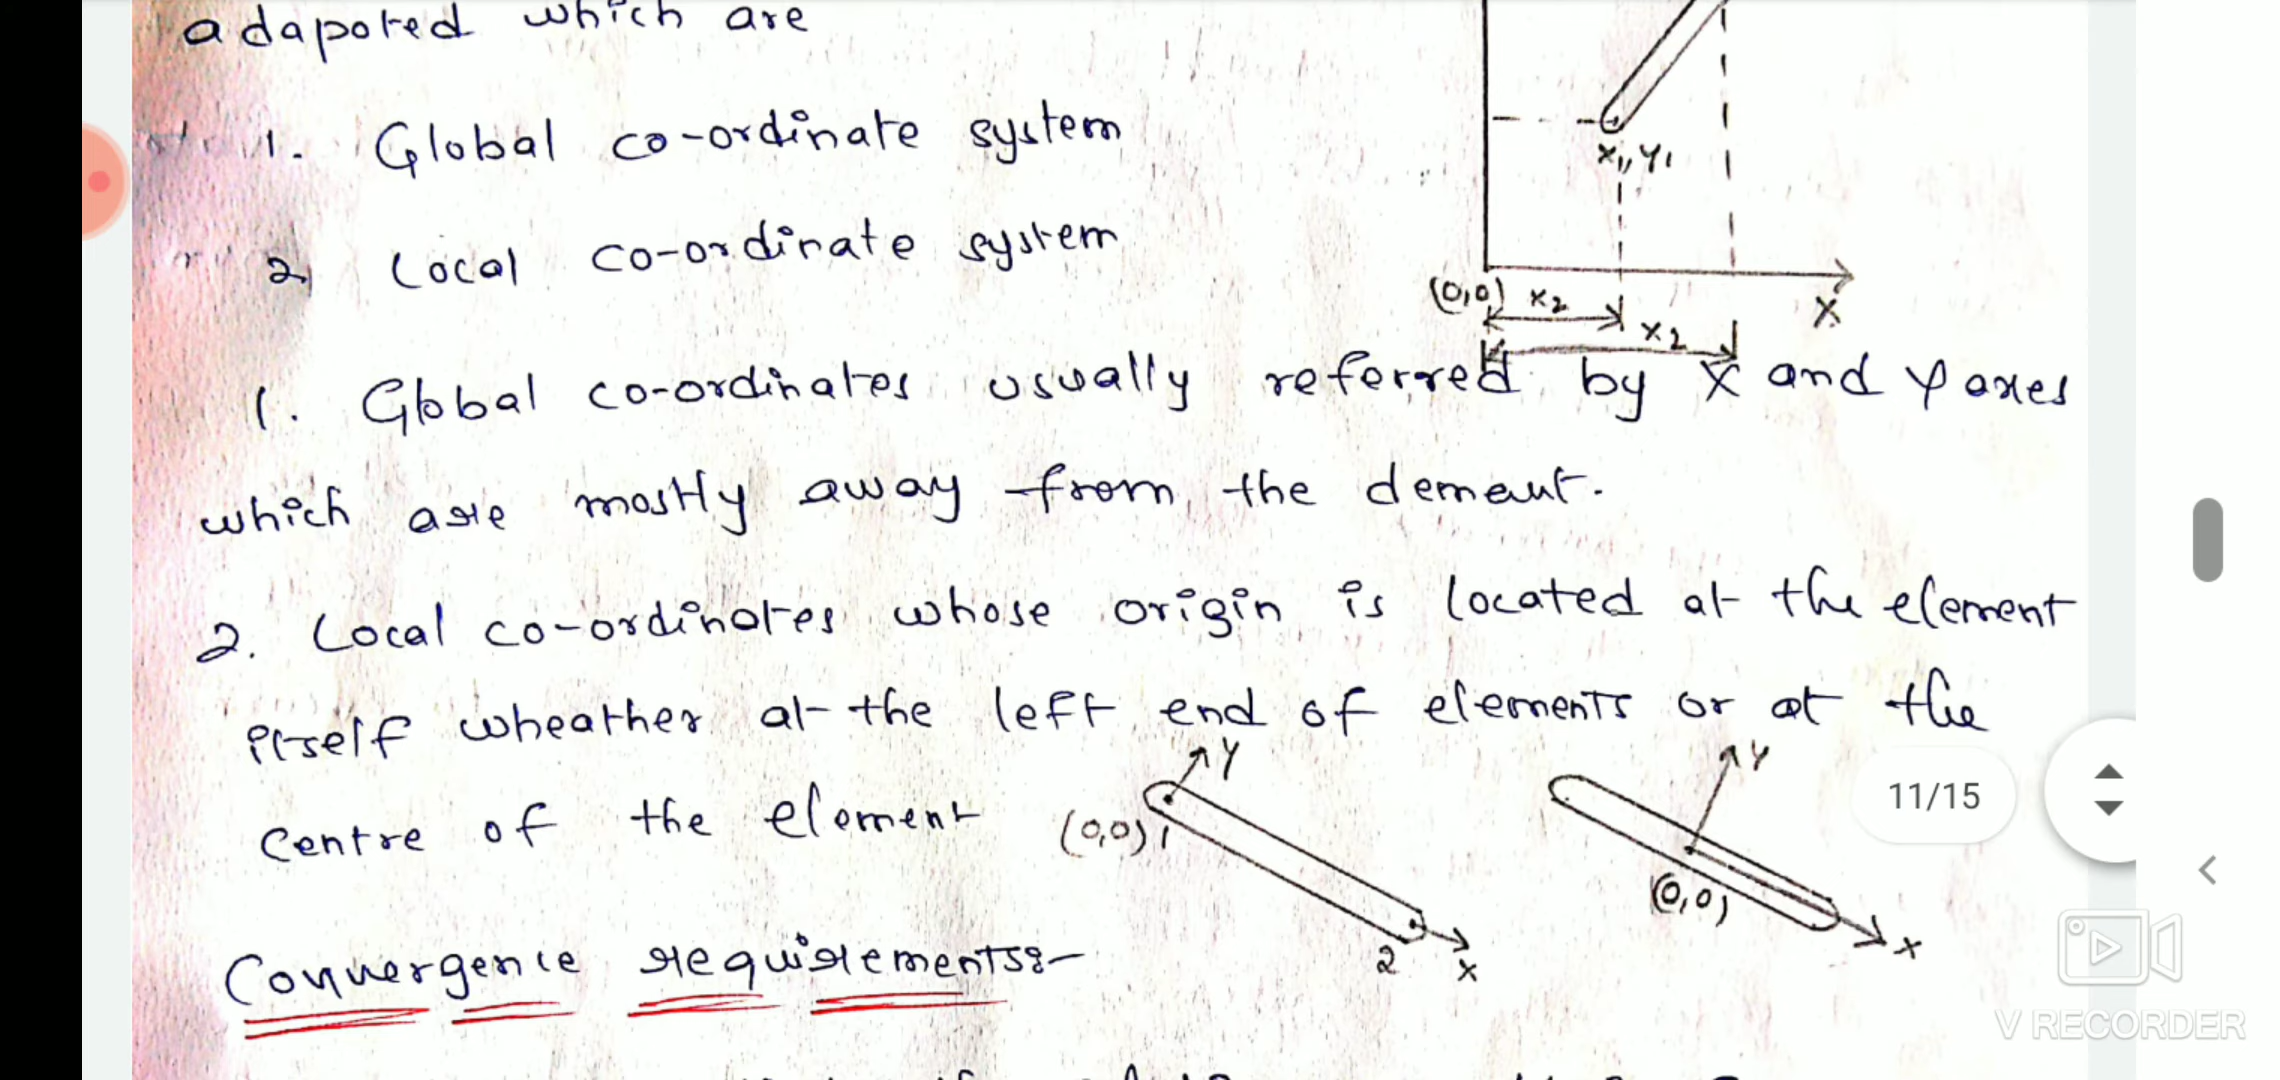 adapoted which are
1. Global co-ordinate system
2) Local co-ordinate system
x1, y1
(0,0) x2
X
x2
1. Global co-ordinates usually referred by X and Y axes
which are mostly away from the element.
2. Local co-ordinates whose origin is located at the element
itself wheather at the left end of elements or at the
Centre of the element
Y
(0,0) 1
2
x
Y
(0,0)
x
11/15
Convergence requirements:-
V RECORDER